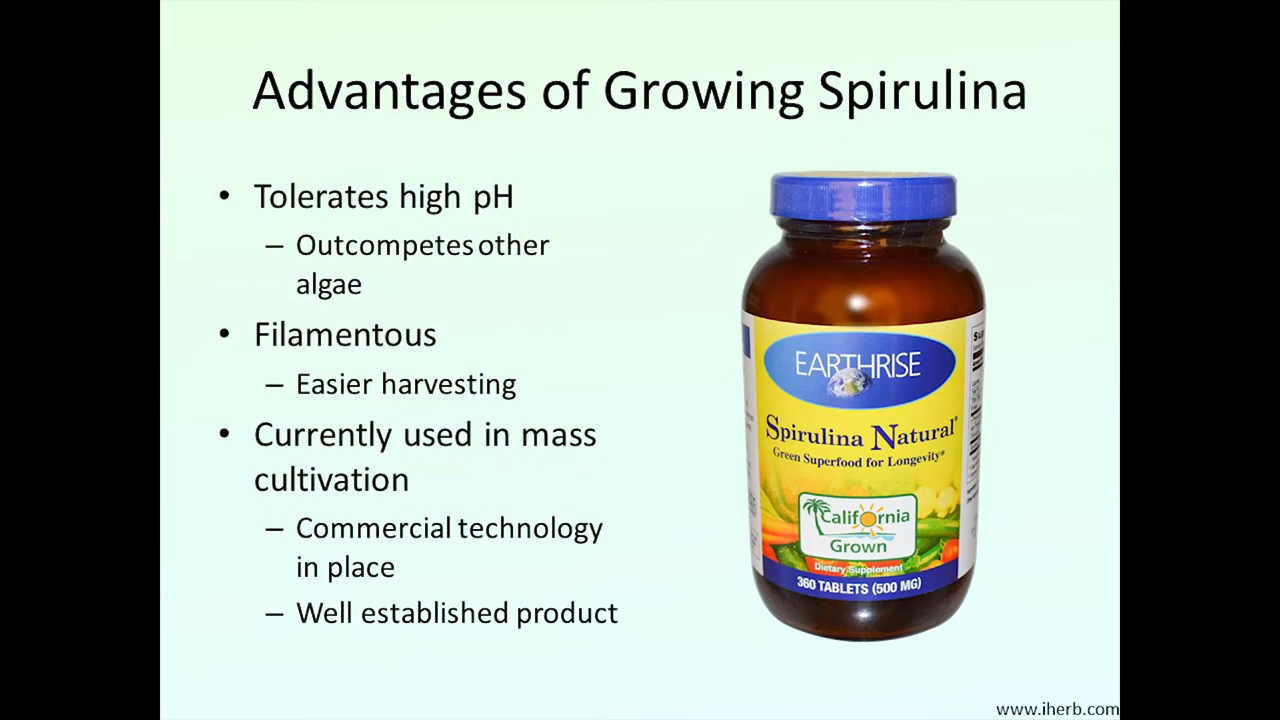 Advantages of Growing Spirulina
• Tolerates high pH
– Outcompetes other
algae
• Filamentous
– Easier harvesting
• Currently used in mass
cultivation
– Commercial technology
in place
– Well established product
EARTHRISE
Spirulina Natural®
Green Superfood for Longevity®
California
Grown
Dietary Supplement
360 TABLETS (500 MG)
www.iherb.com